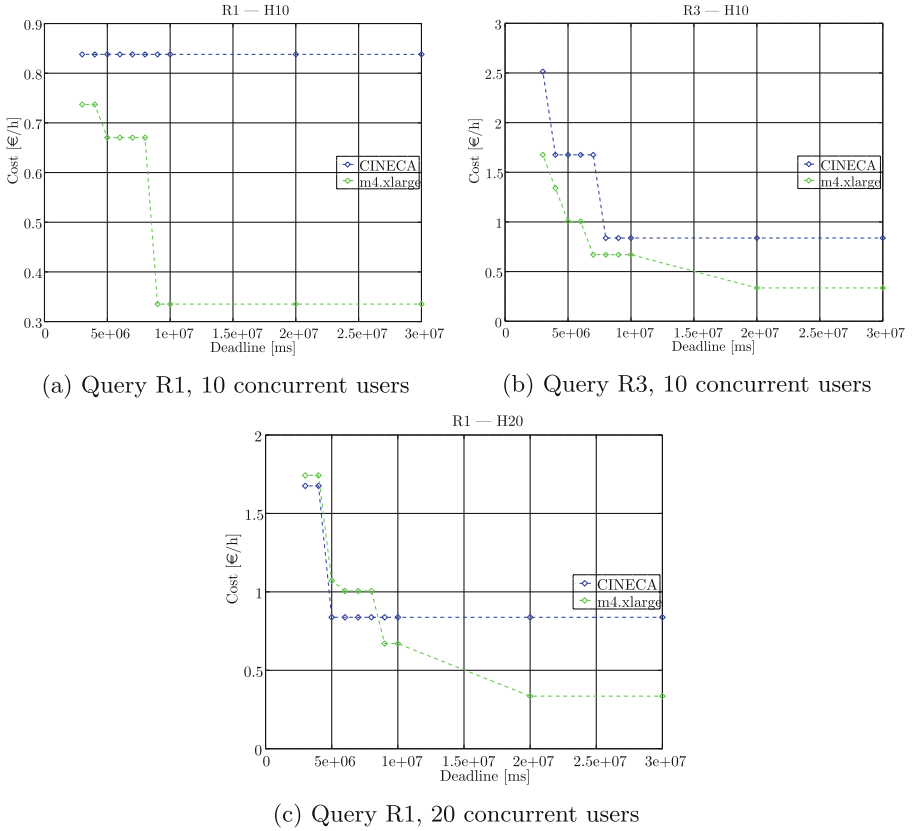 R1 — H10
0.9
0.8
0.7
0.6
0.5
0.4
0.3
Cost [€/h]
CINECA
m4.xlarge
0 5e+06 1e+07 1.5e+07 2e+07 2.5e+07 3e+07
Deadline [ms]
(a) Query R1, 10 concurrent users
R3 — H10
3
2.5
2
1.5
1
0.5
0
Cost [€/h]
CINECA
m4.xlarge
0 5e+06 1e+07 1.5e+07 2e+07 2.5e+07 3e+07
Deadline [ms]
(b) Query R3, 10 concurrent users
R1 — H20
2
1.5
1
0.5
0
Cost [€/h]
CINECA
m4.xlarge
0 5e+06 1e+07 1.5e+07 2e+07 2.5e+07 3e+07
Deadline [ms]
(c) Query R1, 20 concurrent users